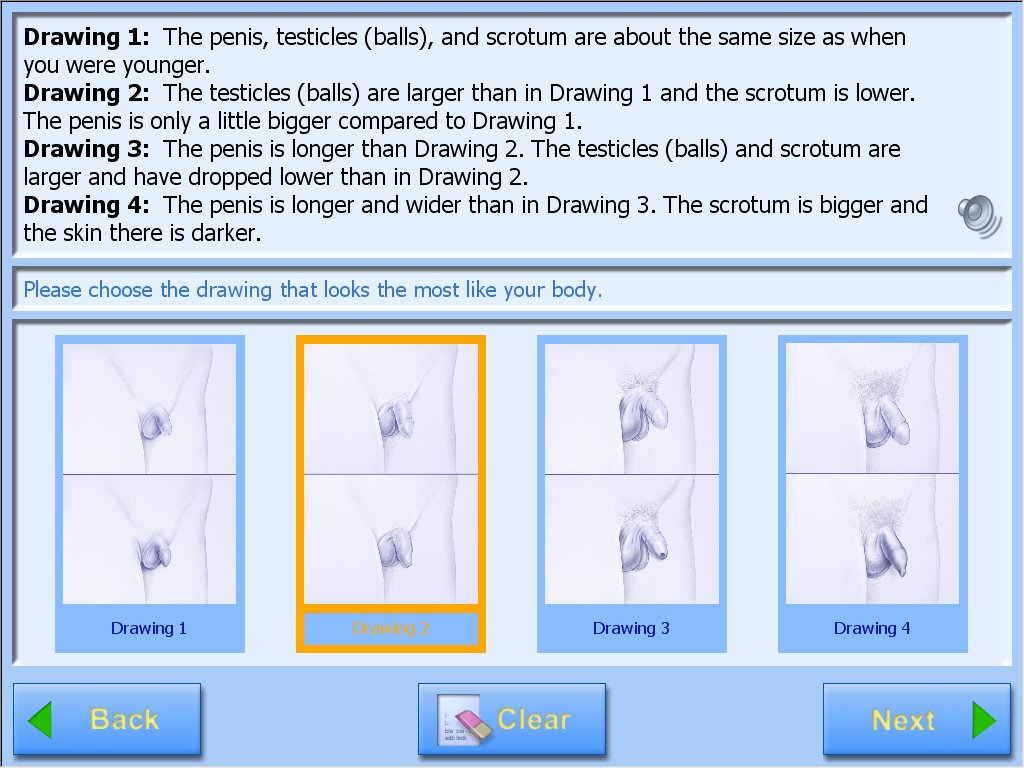 Drawing 1: The penis, testicles (balls), and scrotum are about the same size as when
you were younger.
Drawing 2: The testicles (balls) are larger than in Drawing 1 and the scrotum is lower.
The penis is only a little bigger compared to Drawing 1.
Drawing 3: The penis is longer than Drawing 2. The testicles (balls) and scrotum are
larger and have dropped lower than in Drawing 2.
Drawing 4: The penis is longer and wider than in Drawing 3. The scrotum is bigger and
the skin there is darker.
Please choose the drawing that looks the most like your body.
Drawing 1
Drawing 2
Drawing 3
Drawing 4
Back
Clear
Next